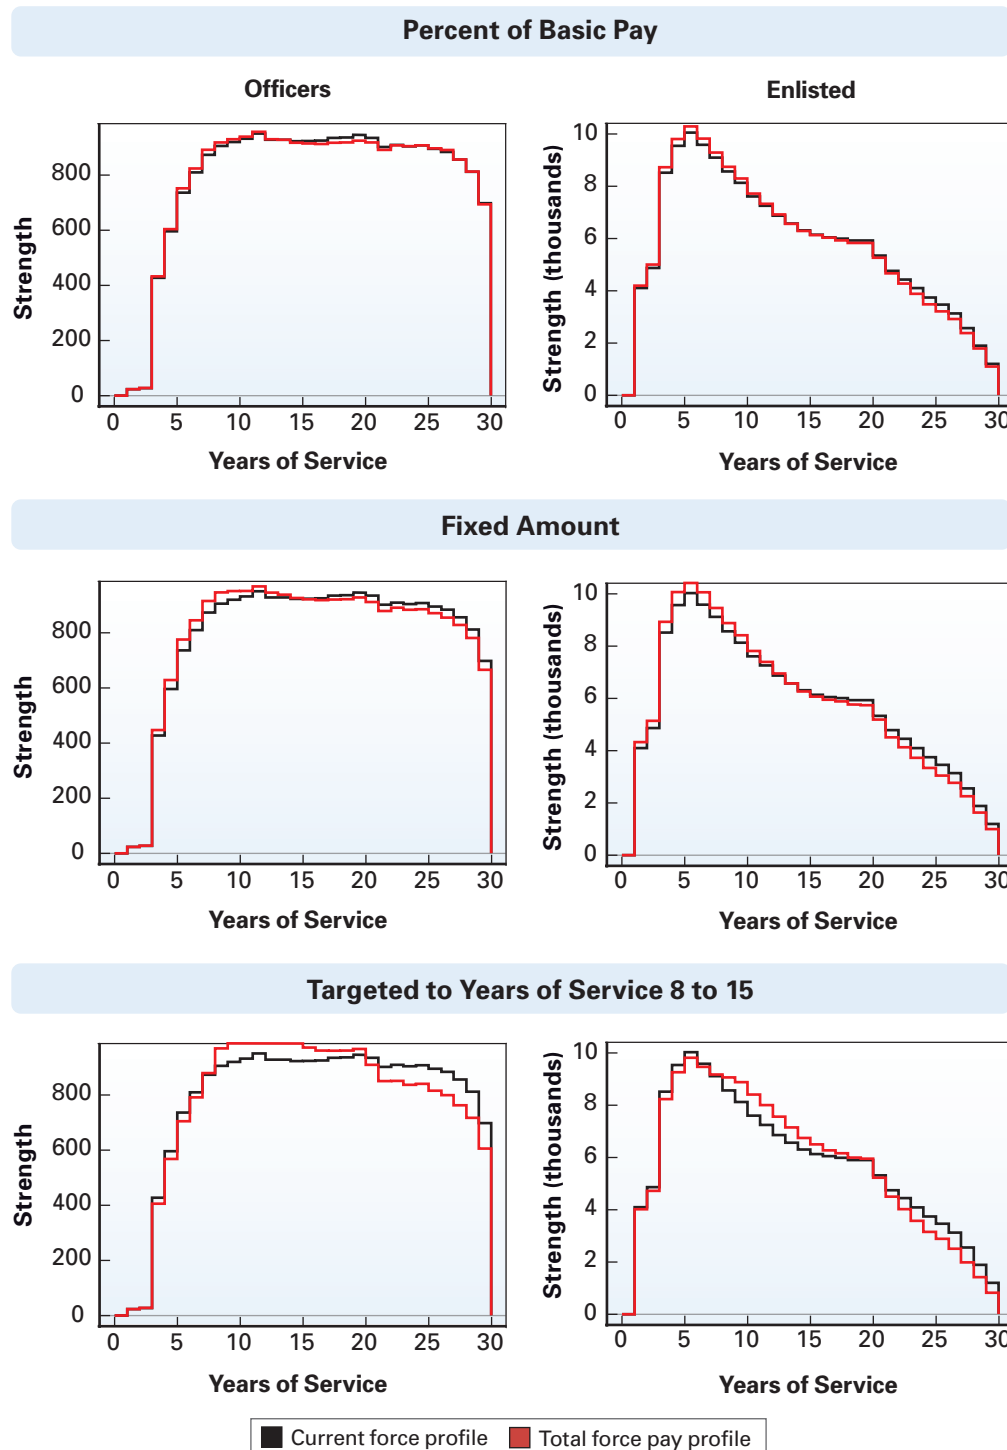 Percent of Basic Pay
Officers
Enlisted
Strength
800
600
400
200
0
0 5 10 15 20 25 30
Years of Service
Strength (thousands)
10
8
6
4
2
0
0 5 10 15 20 25 30
Years of Service
Fixed Amount
Strength
800
600
400
200
0
0 5 10 15 20 25 30
Years of Service
Strength (thousands)
10
8
6
4
2
0
0 5 10 15 20 25 30
Years of Service
Targeted to Years of Service 8 to 15
Strength
800
600
400
200
0
0 5 10 15 20 25 30
Years of Service
Strength (thousands)
10
8
6
4
2
0
0 5 10 15 20 25 30
Years of Service
Current force profile Total force pay profile